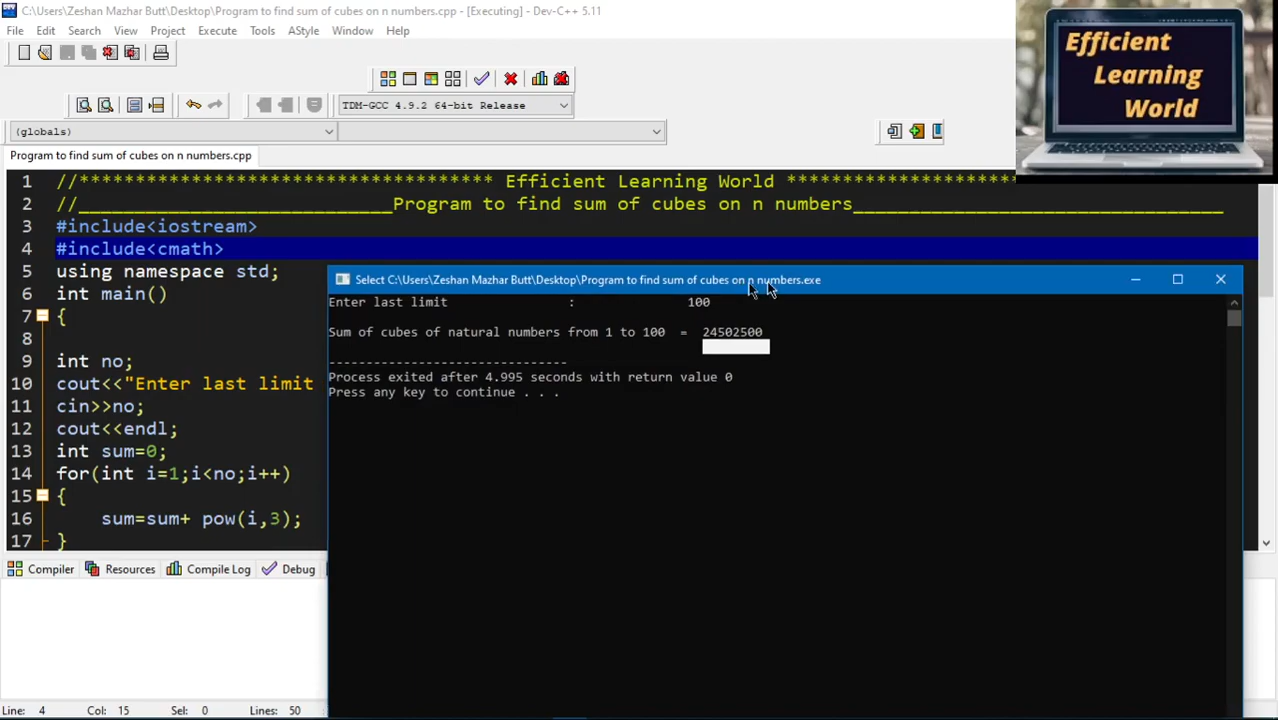 C:\Users\Zeshan Mazhar Butt\Desktop\Program to find sum of cubes on n numbers.cpp - [Executing] - Dev-C++ 5.11
File Edit Search View Project Execute Tools AStyle Window Help
TDM-GCC 4.9.2 64-bit Release
(globals)
Program to find sum of cubes on n numbers.cpp
Efficient
Learning
World
1 //************************************* Efficient Learning World *********************
2 //____________________________Program to find sum of cubes on n numbers_________________________________
3 #include<iostream>
4 #include<cmath>
5 using namespace std;
6 int main()
7 {
8
9 int no;
10 cout<<"Enter last limit
11 cin>>no;
12 cout<<endl;
13 int sum=0;
14 for(int i=1;i<no;i++)
15 {
16 sum=sum+ pow(i,3);
17 }
Select C:\Users\Zeshan Mazhar Butt\Desktop\Program to find sum of cubes on n numbers.exe
Enter last limit : 100
Sum of cubes of natural numbers from 1 to 100 = 24502500
--------------------------------
Process exited after 4.995 seconds with return value 0
Press any key to continue . . .
Compiler Resources Compile Log Debug
Line: 4 Col: 15 Sel: 0 Lines: 50